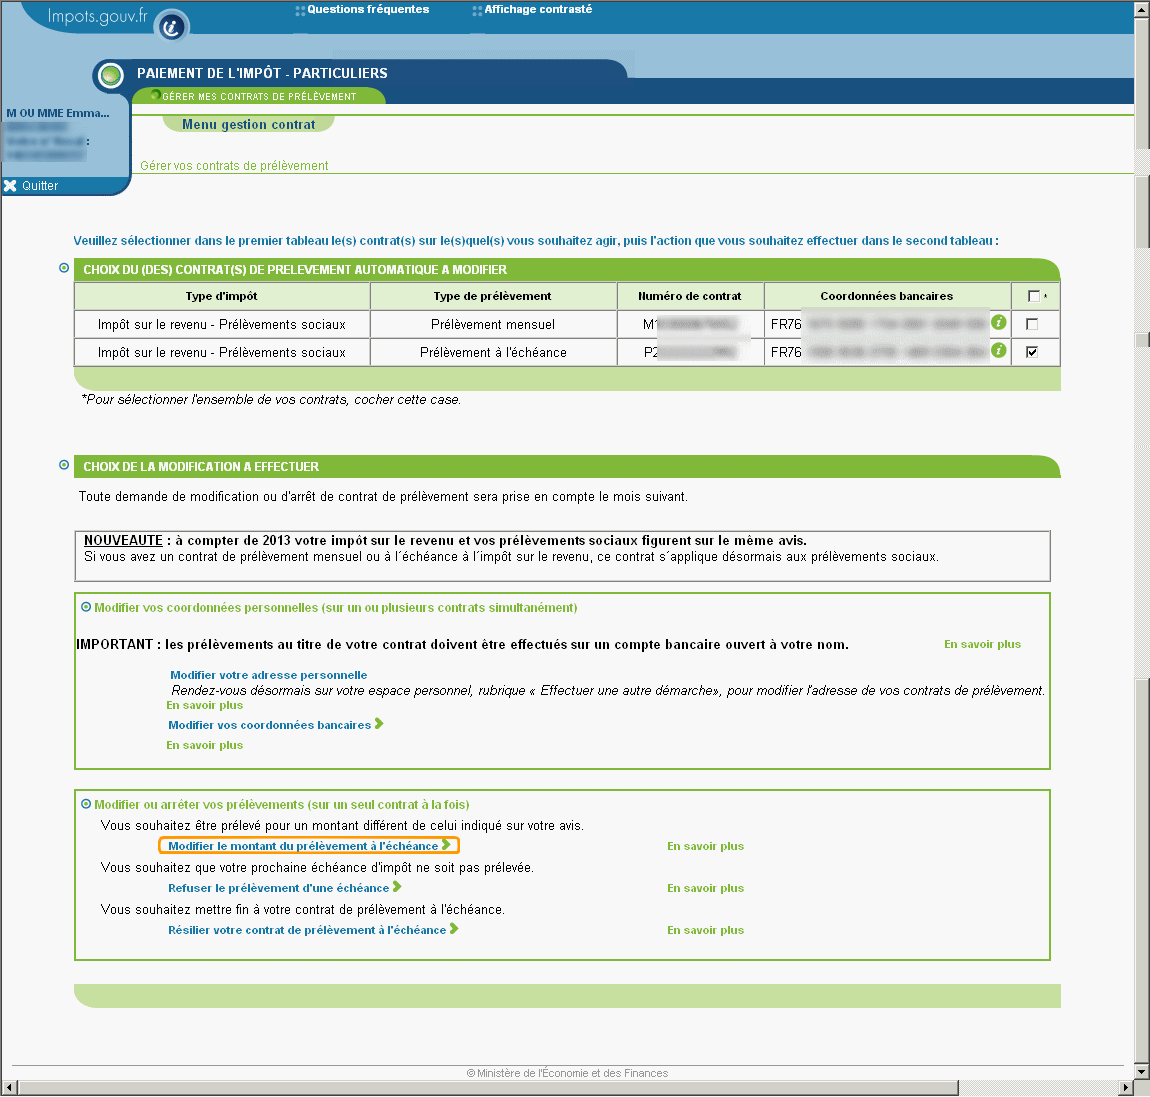 Impots.gouv.fr
Questions fréquentes
Affichage contrasté
PAIEMENT DE L'IMPÔT - PARTICULIERS
GÉRER MES CONTRATS DE PRÉLÈVEMENT
M OU MME Emma...
:
Menu gestion contrat
Gérer vos contrats de prélèvement
Quitter
Veuillez sélectionner dans le premier tableau le(s) contrat(s) sur le(s)quel(s) vous souhaitez agir, puis l'action que vous souhaitez effectuer dans le second tableau :
CHOIX DU (DES) CONTRAT(S) DE PRELEVEMENT AUTOMATIQUE A MODIFIER
Type d'impôt Type de prélèvement Numéro de contrat Coordonnées bancaires *
Impôt sur le revenu - Prélèvements sociaux Prélèvement mensuel M1 FR76
Impôt sur le revenu - Prélèvements sociaux Prélèvement à l'échéance P2 FR76
*Pour sélectionner l'ensemble de vos contrats, cocher cette case.
CHOIX DE LA MODIFICATION A EFFECTUER
Toute demande de modification ou d'arrêt de contrat de prélèvement sera prise en compte le mois suivant.
NOUVEAUTE : à compter de 2013 votre impôt sur le revenu et vos prélèvements sociaux figurent sur le même avis.
Si vous avez un contrat de prélèvement mensuel ou à l´échéance à l´impôt sur le revenu, ce contrat s´applique désormais aux prélèvements sociaux.
Modifier vos coordonnées personnelles (sur un ou plusieurs contrats simultanément)
IMPORTANT : les prélèvements au titre de votre contrat doivent être effectués sur un compte bancaire ouvert à votre nom. En savoir plus
Modifier votre adresse personnelle
Rendez-vous désormais sur votre espace personnel, rubrique « Effectuer une autre démarche», pour modifier l'adresse de vos contrats de prélèvement.
En savoir plus
Modifier vos coordonnées bancaires
En savoir plus
Modifier ou arréter vos prélèvements (sur un seul contrat à la fois)
Vous souhaitez être prélevé pour un montant différent de celui indiqué sur votre avis.
Modifier le montant du prélèvement à l'échéance En savoir plus
Vous souhaitez que votre prochaine échéance d'impôt ne soit pas prélevée.
Refuser le prélèvement d'une échéance En savoir plus
Vous souhaitez mettre fin à votre contrat de prélèvement à l'échéance.
Résilier votre contrat de prélèvement à l'échéance En savoir plus
© Ministère de l'Économie et des Finances